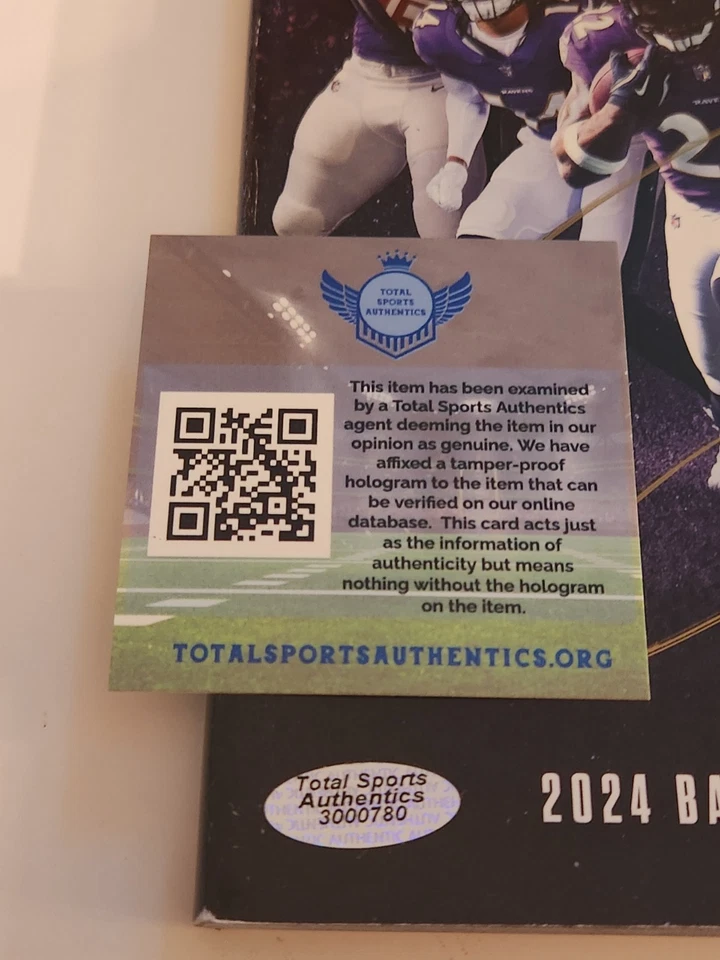 TOTAL
SPORTS
AUTHENTICS
This item has been examined
by a Total Sports Authentics
agent deeming the item in our
opinion as genuine. We have
affixed a tamper-proof
hologram to the item that can
be verified on our online
database. This card acts just
as the information of
authenticity but means
nothing without the hologram
on the item.
TOTALSPORTSAUTHENTICS.ORG
Total Sports
Authentics
3000780
2024 BA